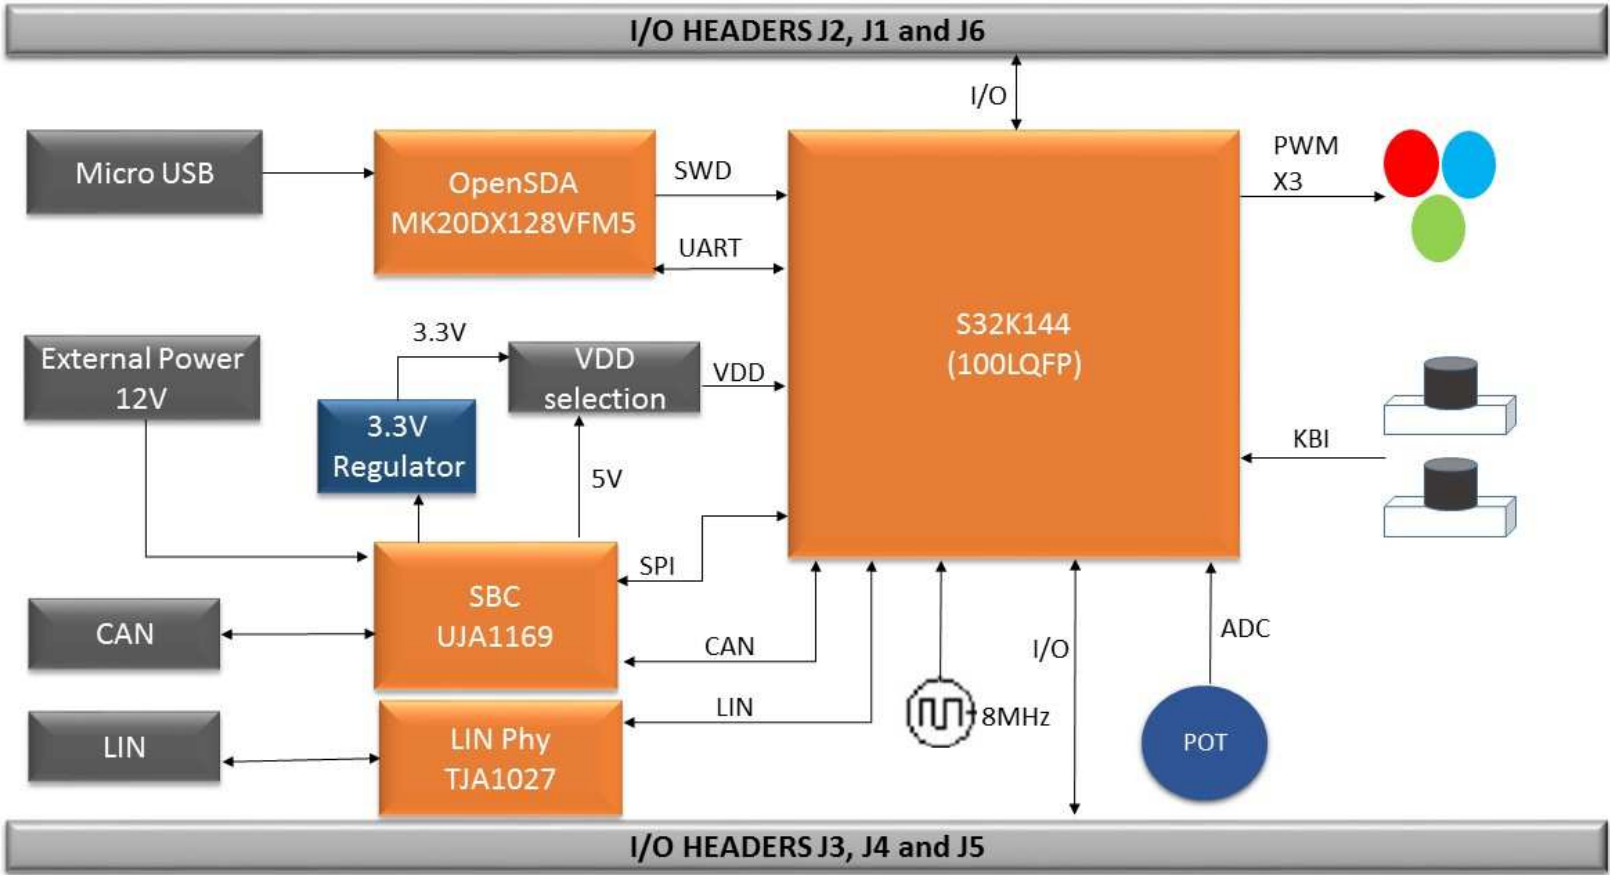 I/O HEADERS J2, J1 and J6
I/O
Micro USB
OpenSDA
MK20DX128VFM5
SWD
UART
PWM
X3
S32K144
(100LQFP)
External Power
12V
3.3V
VDD
selection
VDD
3.3V
Regulator
5V
KBI
SPI
SBC
UJA1169
CAN
CAN
I/O
ADC
LIN
LIN
LIN Phy
TJA1027
8MHz
POT
I/O HEADERS J3, J4 and J5